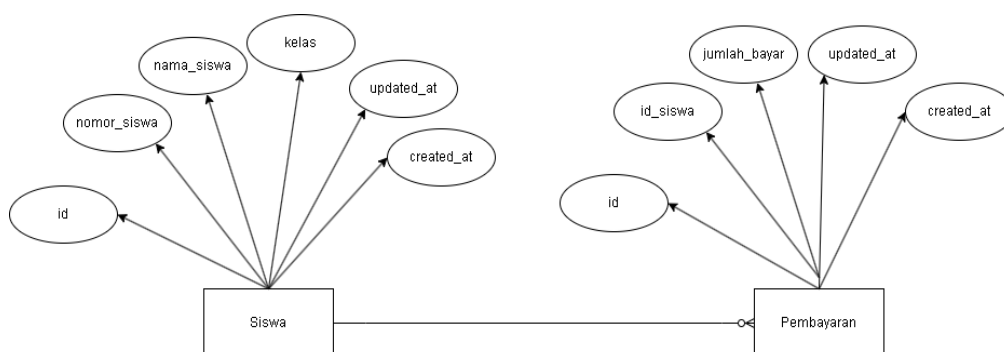 kelas
nama_siswa
updated_at
nomor_siswa
created_at
id
Siswa
jumlah_bayar
updated_at
id_siswa
created_at
id
Pembayaran